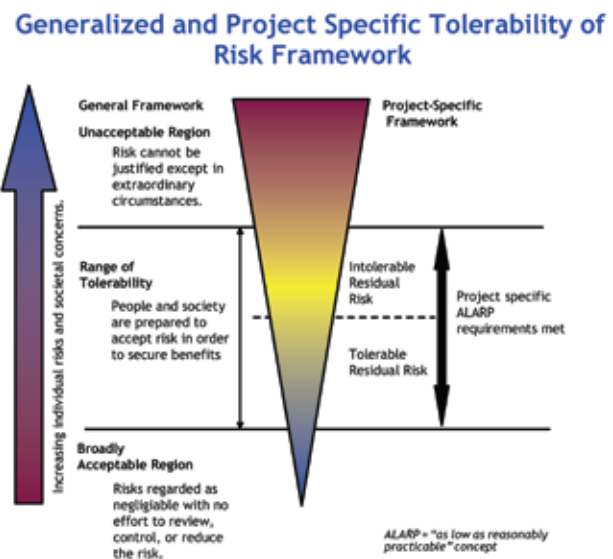 Generalized and Project Specific Tolerability of
Risk Framework
Increasing individual risks and societal concerns.
General Framework
Unacceptable Region
Risk cannot be
justified except in
extraordinary
circumstances.
Project-Specific
Framework
Range of
Tolerability
People and society
are prepared to
accept risk in order
to secure benefits
Intolerable
Residual
Risk
Tolerable
Residual Risk
Project specific
ALARP
requirements met
Broadly
Acceptable Region
Risks regarded as
negligiable with no
effort to review,
control, or reduce
the risk.
ALARP = "as low as reasonably
practicable" concept